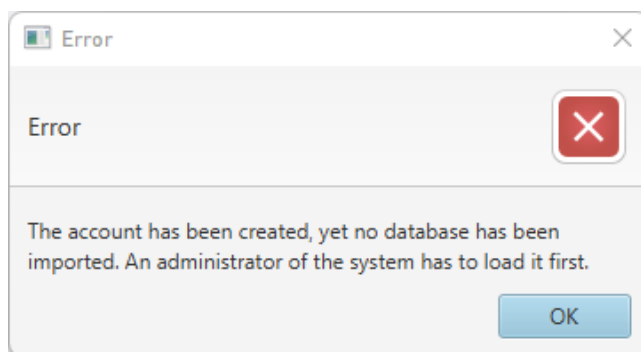 Error
Error
The account has been created, yet no database has been
imported. An administrator of the system has to load it first.
OK